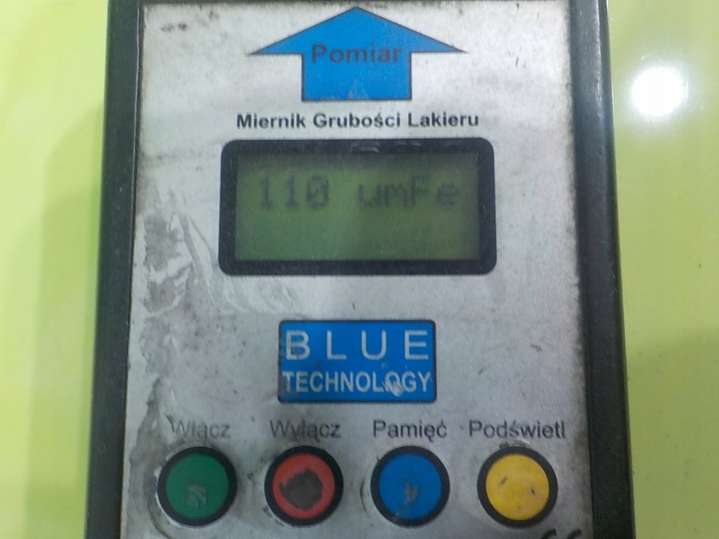 Pomiar
Miernik Grubości Lakieru
110 umFe
BLUE
TECHNOLOGY
Włącz Wyłącz Pamięć Podświetl